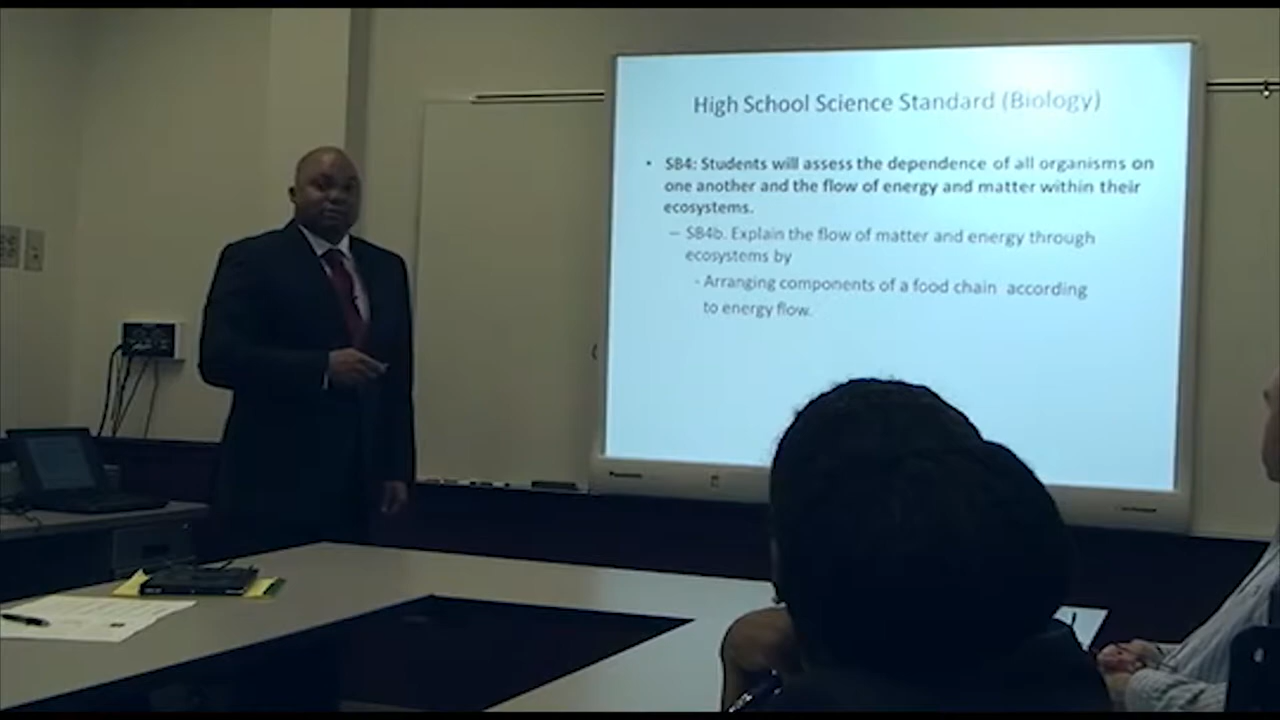 High School Science Standard (Biology)
• SB4: Students will assess the dependence of all organisms on
one another and the flow of energy and matter within their
ecosystems.
– SB4b. Explain the flow of matter and energy through
ecosystems by
- Arranging components of a food chain according
to energy flow.
Panasonic